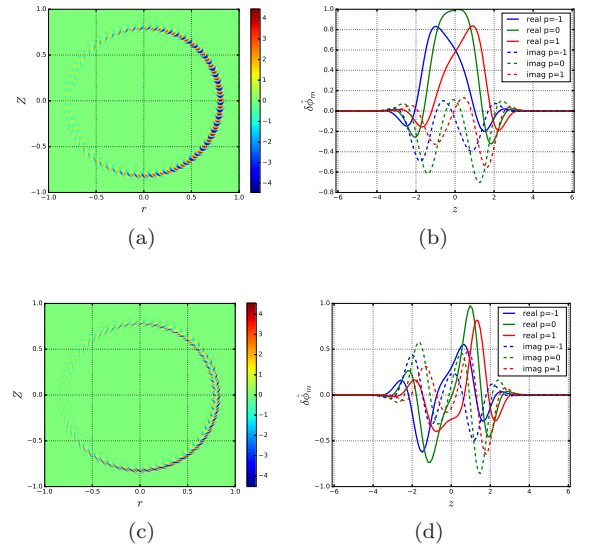 1.0
0.5
0.0
−0.5
−1.0
−1.0 −0.5 0.0 0.5 1.0
Z
r
4
3
2
1
0
−1
−2
−3
−4
(a)
1.0
0.8
0.6
0.4
0.2
0.0
−0.2
−0.4
−0.6
−0.8
−6 −4 −2 0 2 4 6
δϕ̂ₘ
z
real p=-1
real p=0
real p=1
imag p=-1
imag p=0
imag p=1
(b)
1.0
0.5
0.0
−0.5
−1.0
−1.0 −0.5 0.0 0.5 1.0
Z
r
4
3
2
1
0
−1
−2
−3
−4
(c)
1.0
0.5
0.0
−0.5
−1.0
−6 −4 −2 0 2 4 6
δϕ̂ₘ
z
real p=-1
real p=0
real p=1
imag p=-1
imag p=0
imag p=1
(d)